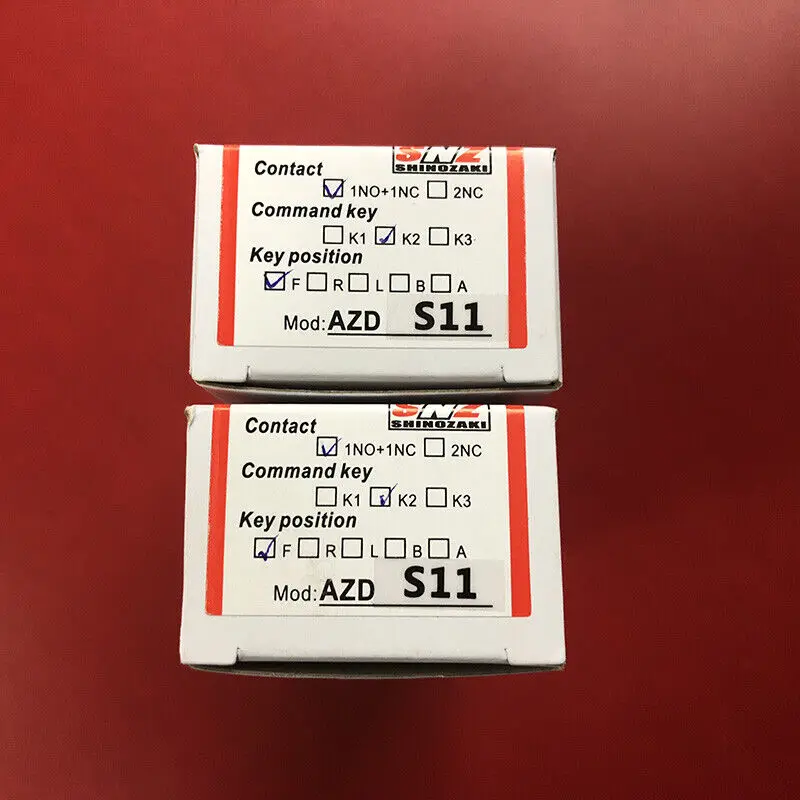 SNZ
SHINOZAKI
Contact
☑ 1NO+1NC ☐ 2NC
Command key
☐ K1 ☑ K2 ☐ K3
Key position
☑ F ☐ R ☐ L ☐ B ☐ A
Mod: AZD S11
SNZ
SHINOZAKI
Contact
☑ 1NO+1NC ☐ 2NC
Command key
☐ K1 ☑ K2 ☐ K3
Key position
☑ F ☐ R ☐ L ☐ B ☐ A
Mod: AZD S11